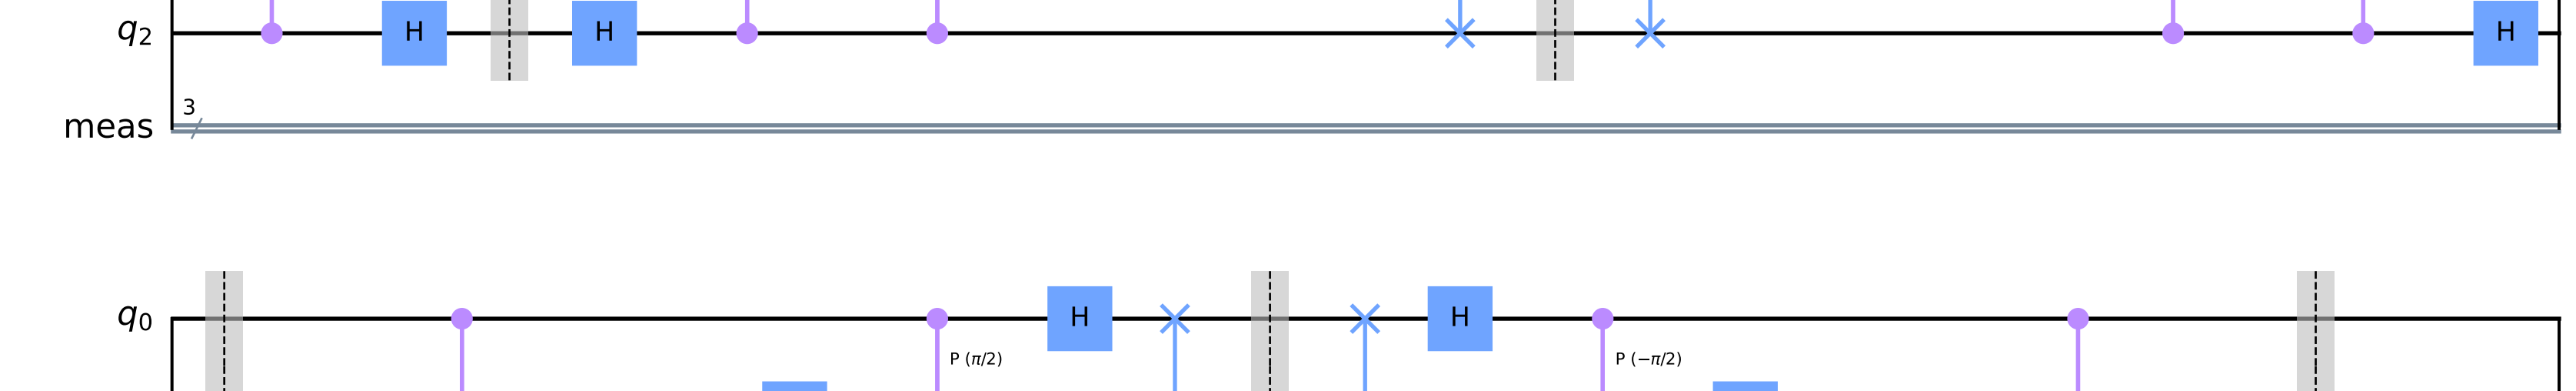 q₂ H H H
3
meas
q₀ H H
P (π/2) P (−π/2)